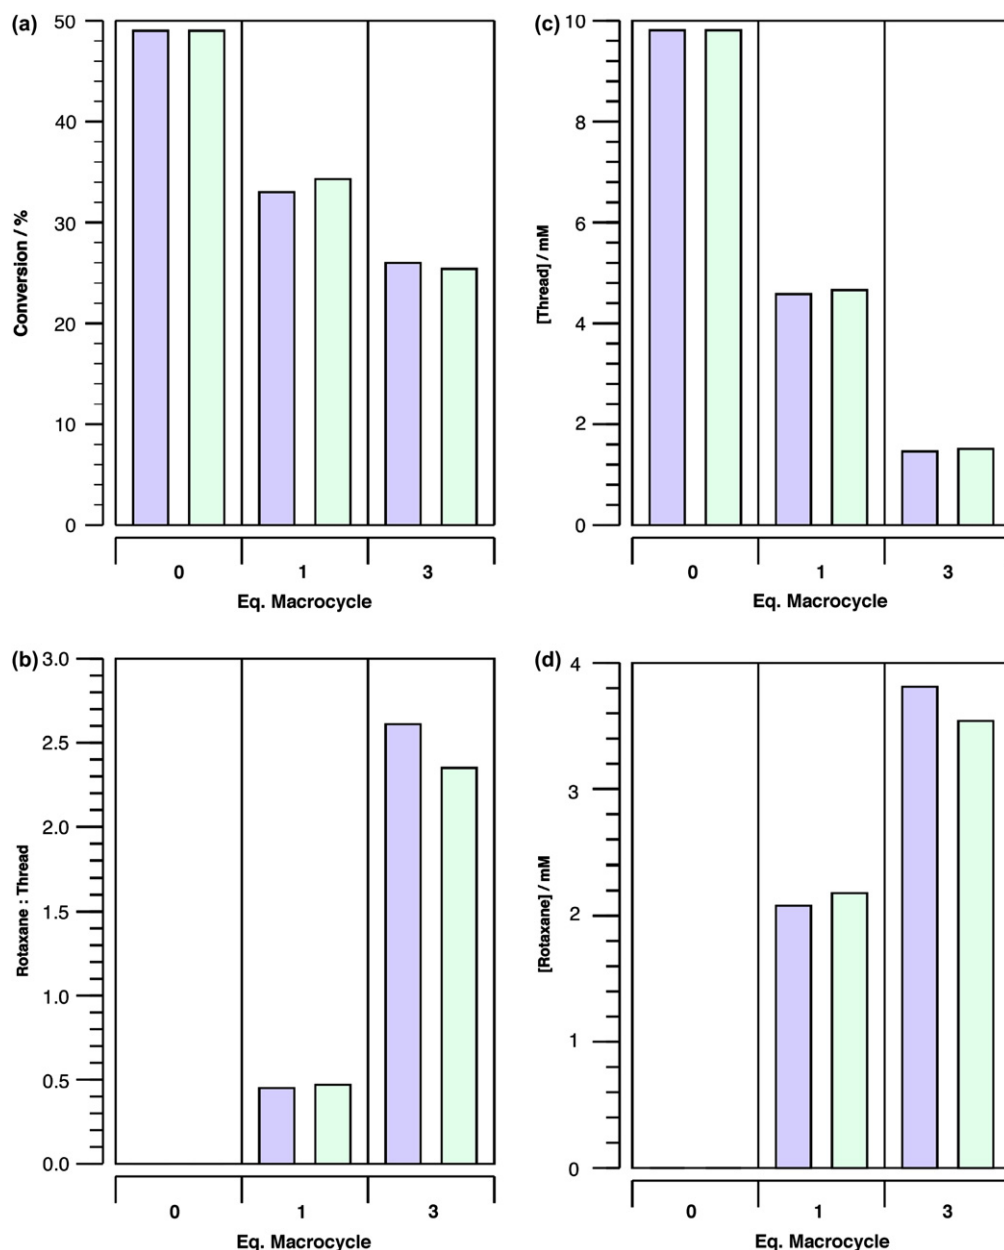 (a)
50
40
30
20
10
0
Conversion / %
0 1 3
Eq. Macrocycle
(c)
10
8
6
4
2
0
[Thread] / mM
0 1 3
Eq. Macrocycle
(b)
3.0
2.5
2.0
1.5
1.0
0.5
0.0
Rotaxane : Thread
0 1 3
Eq. Macrocycle
(d)
4
3
2
1
0
[Rotaxane] / mM
0 1 3
Eq. Macrocycle